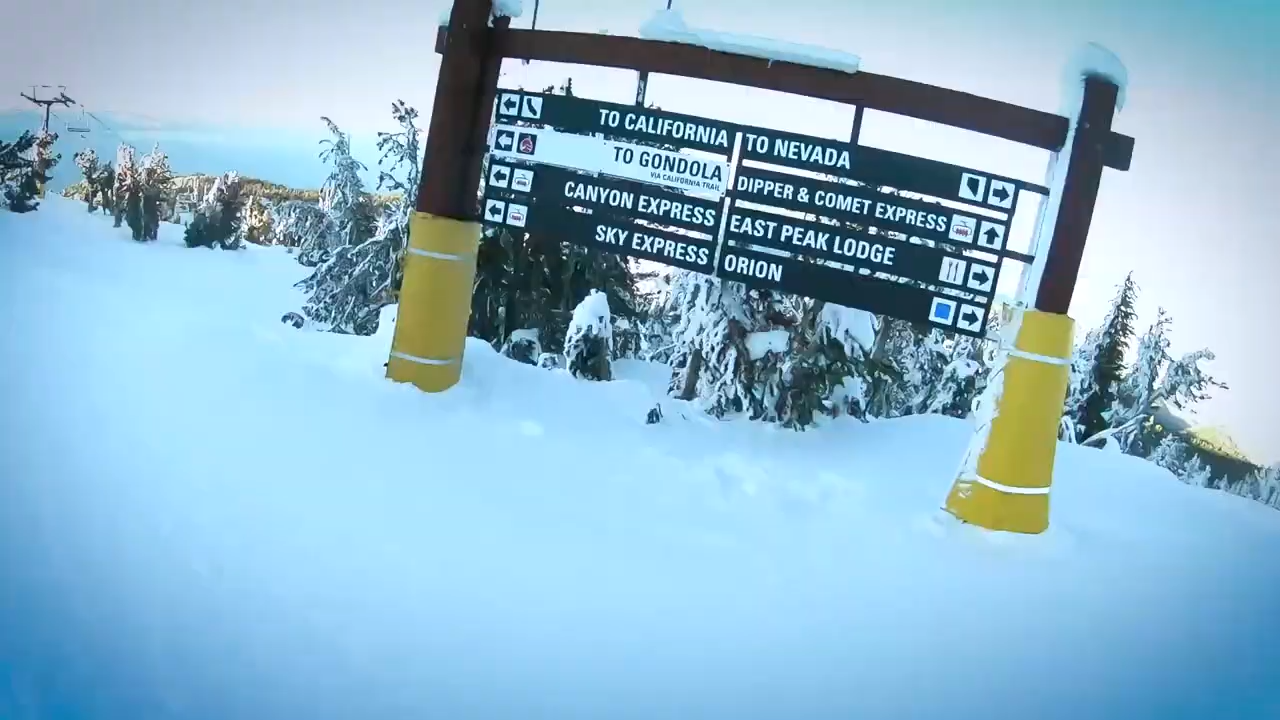 TO CALIFORNIA
TO GONDOLA
VIA CALIFORNIA TRAIL
CANYON EXPRESS
SKY EXPRESS
TO NEVADA
DIPPER & COMET EXPRESS
EAST PEAK LODGE
ORION